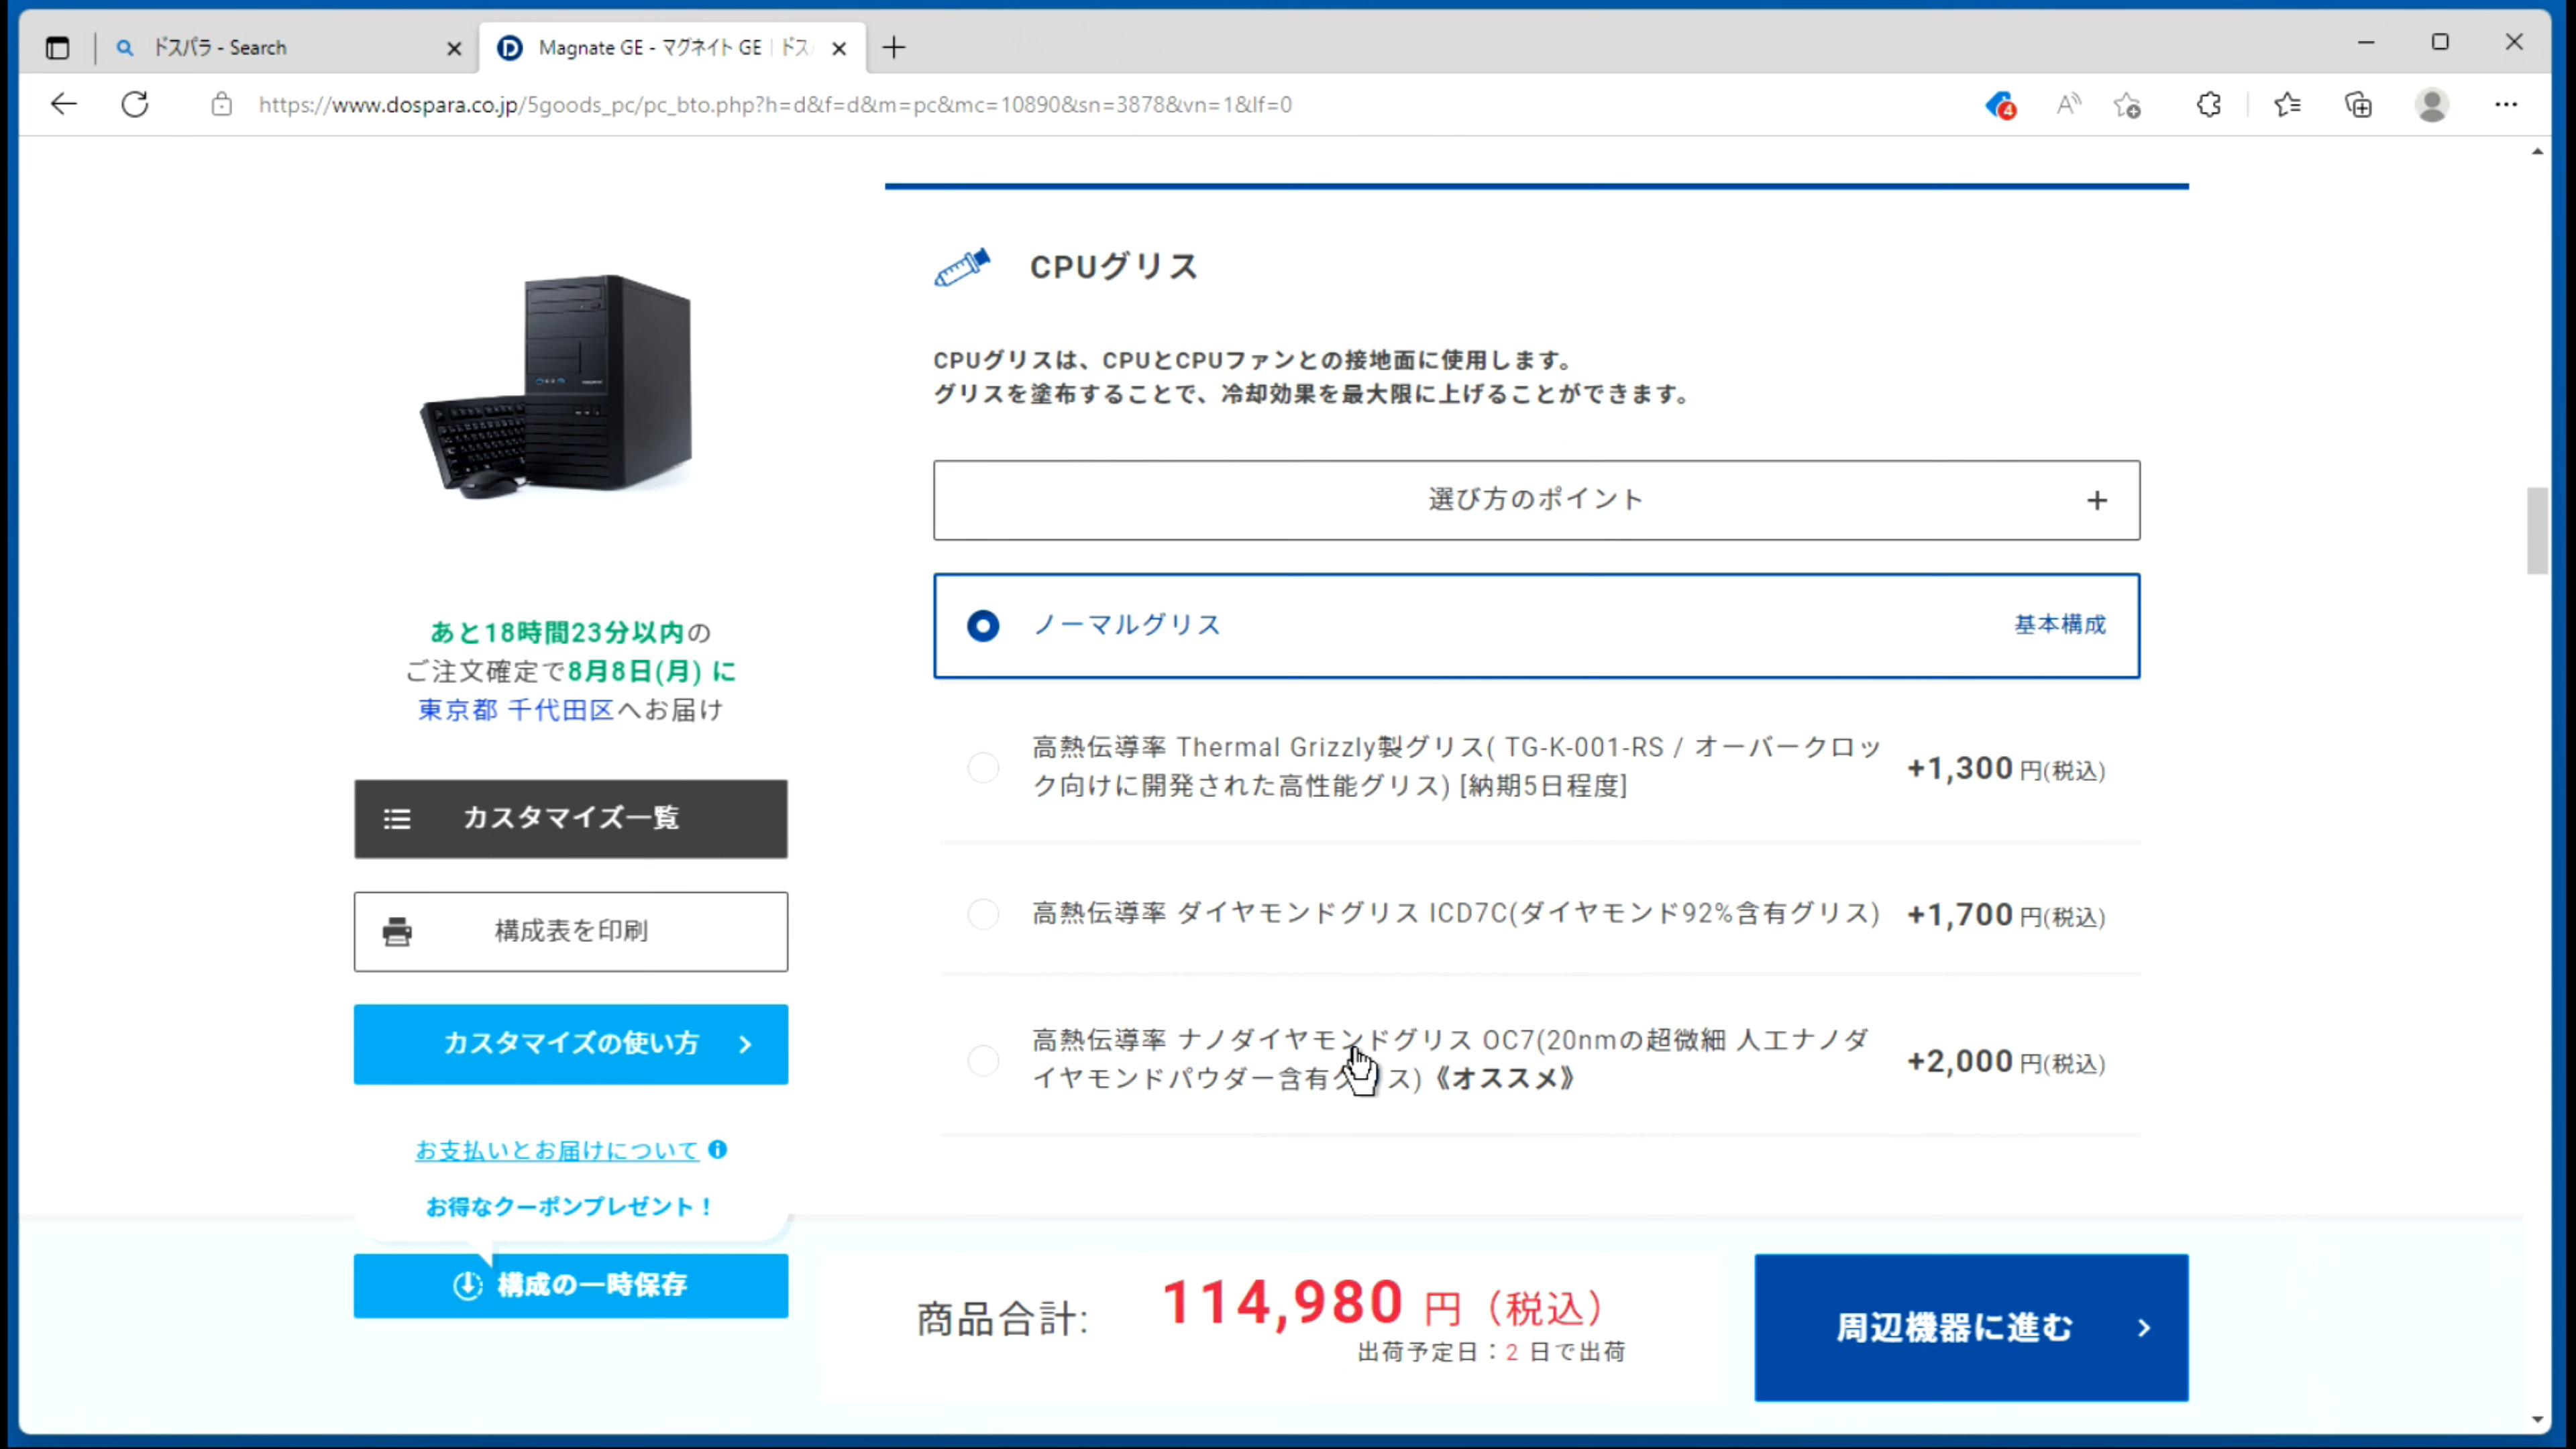 ドスパラ - Search
Magnate GE - マグネイト GE｜ドス
https://www.dospara.co.jp/5goods_pc/pc_bto.php?h=d&f=d&m=pc&mc=10890&sn=3878&vn=1&lf=0
4
CPUグリス
CPUグリスは、CPUとCPUファンとの接地面に使用します。
グリスを塗布することで、冷却効果を最大限に上げることができます。
選び方のポイント
ノーマルグリス 基本構成
高熱伝導率 Thermal Grizzly製グリス( TG-K-001-RS / オーバークロッ
ク向けに開発された高性能グリス) [納期5日程度]
+1,300 円(税込)
高熱伝導率 ダイヤモンドグリス ICD7C(ダイヤモンド92%含有グリス) +1,700 円(税込)
高熱伝導率 ナノダイヤモンドグリス OC7(20nmの超微細 人工ナノダ
イヤモンドパウダー含有グリス)《オススメ》
+2,000 円(税込)
あと18時間23分以内の
ご注文確定で8月8日(月) に
東京都 千代田区へお届け
カスタマイズ一覧
構成表を印刷
カスタマイズの使い方
お支払いとお届けについて
お得なクーポンプレゼント！
構成の一時保存
商品合計: 114,980 円（税込）
出荷予定日：2 日で出荷
周辺機器に進む